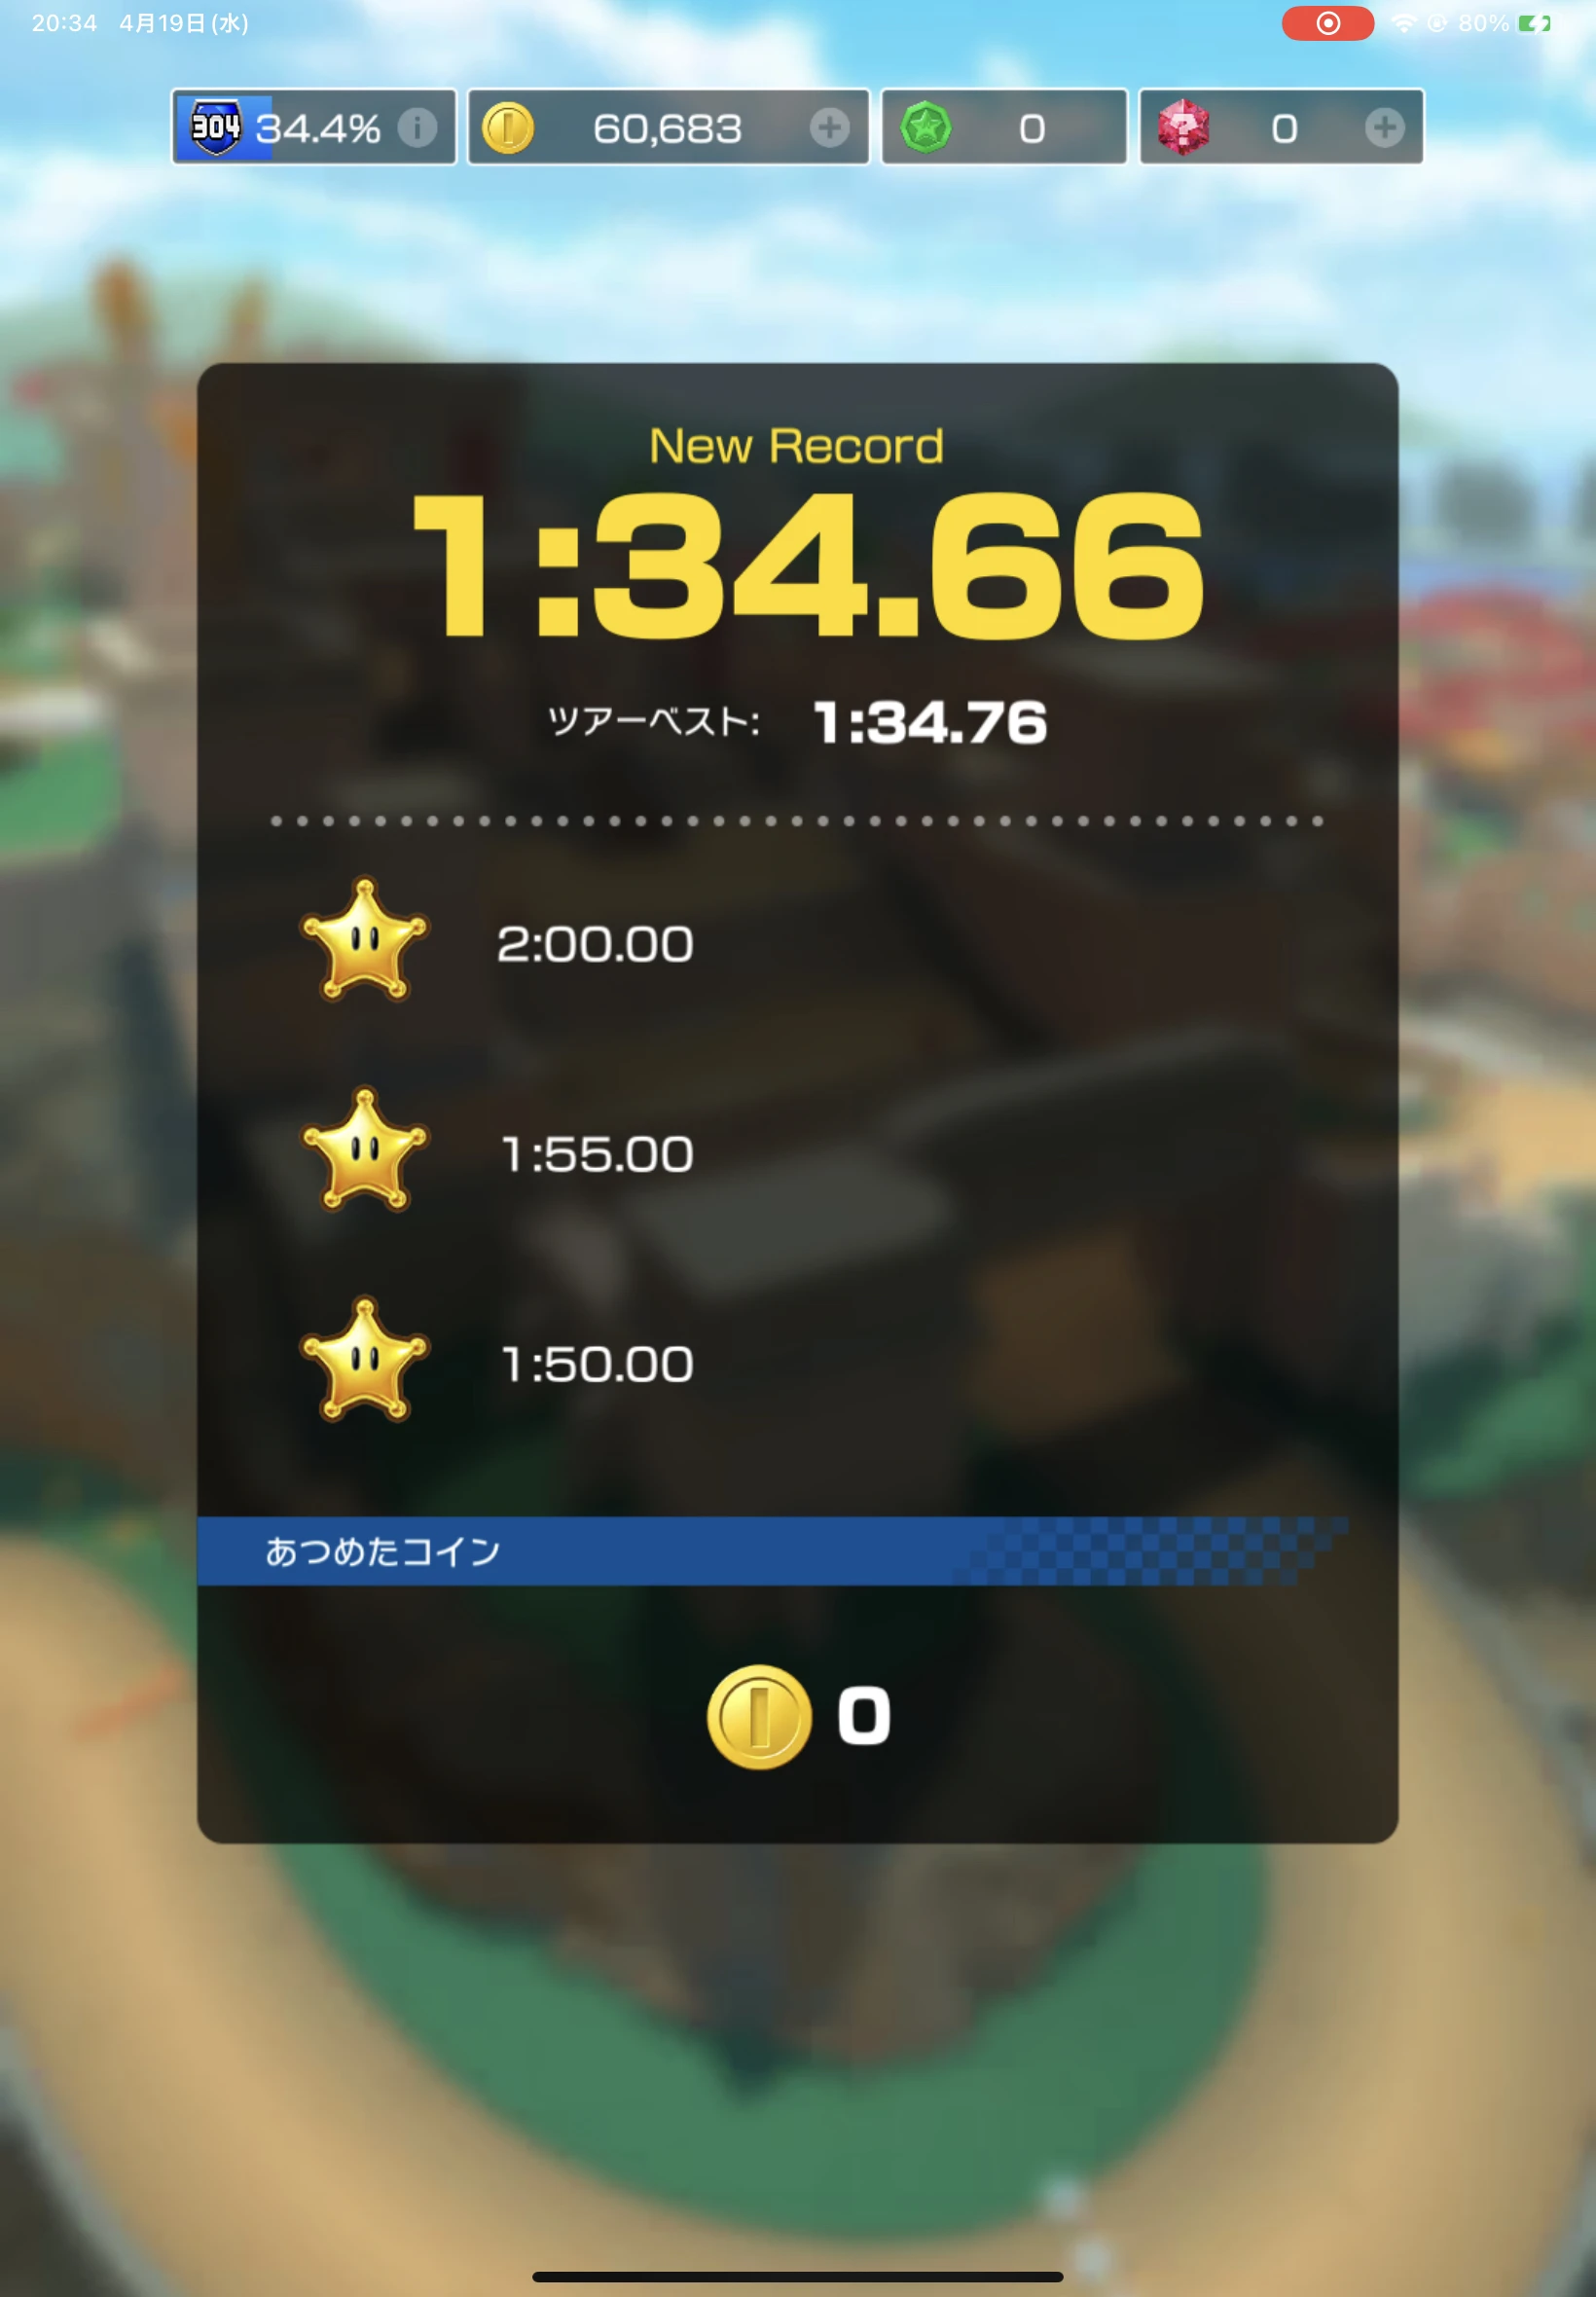 20:34 4月19日(水) 80%
304 34.4% i 60,683 + 0 ? 0 +
New Record
1:34.66
ツアーベスト: 1:34.76
2:00.00
1:55.00
1:50.00
あつめたコイン
0